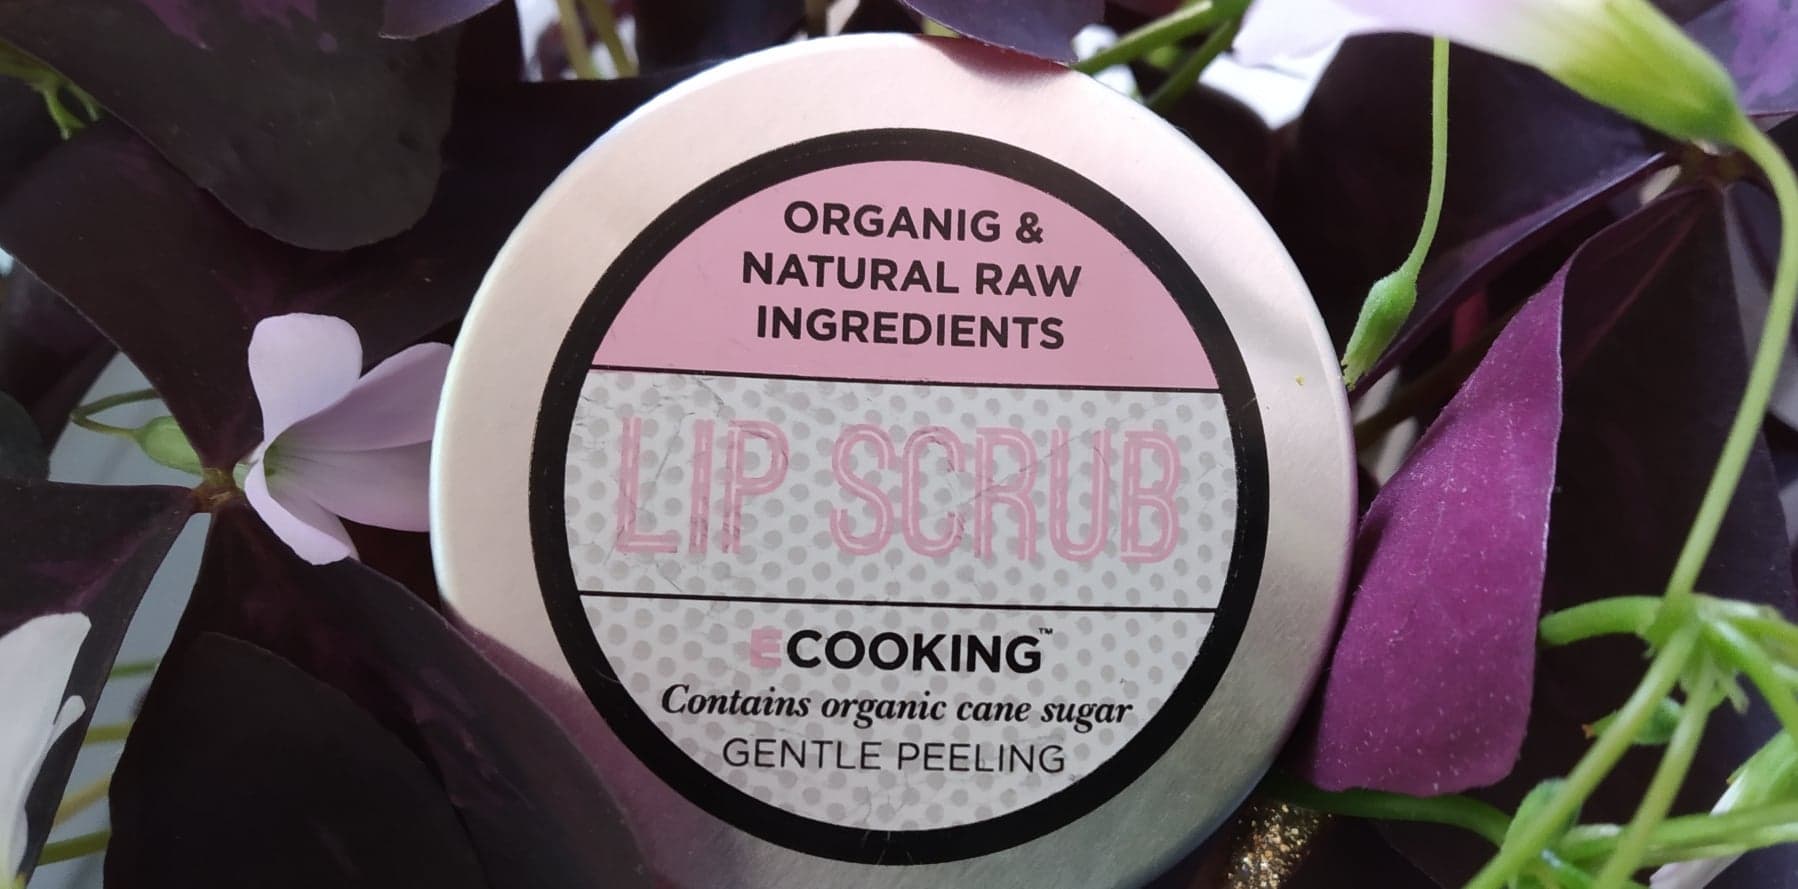 ORGANIG &
NATURAL RAW
INGREDIENTS
LIP SCRUB
ECOOKING™
Contains organic cane sugar
GENTLE PEELING